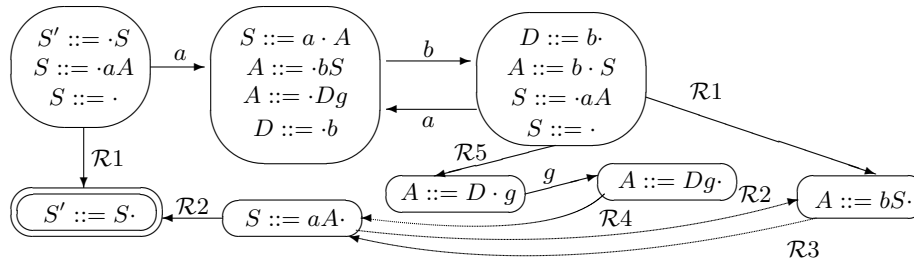 S′ ::= ·S
S ::= ·aA
S ::= ·
a
S ::= a · A
A ::= ·bS
A ::= ·Dg
D ::= ·b
b
a
D ::= b·
A ::= b · S
S ::= ·aA
S ::= ·
R1
R1
R5
A ::= D · g
g
A ::= Dg·
R2
A ::= bS·
S′ ::= S·
R2
S ::= aA·
R4
R3